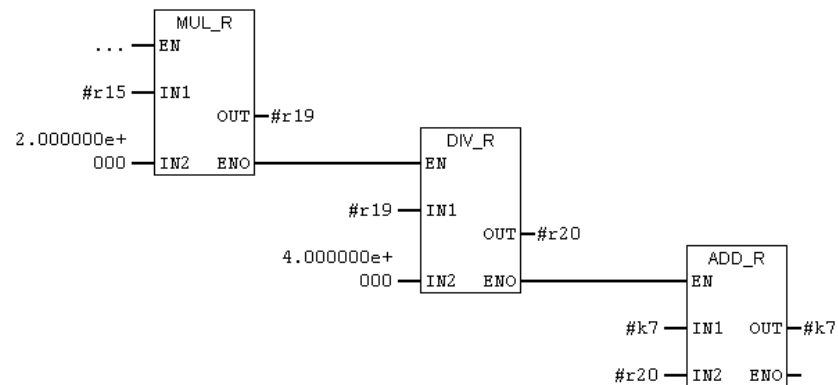 MUL_R
... EN
#r15 IN1
OUT #r19
2.000000e+
000 IN2 ENO
DIV_R
EN
#r19 IN1
OUT #r20
4.000000e+
000 IN2 ENO
ADD_R
EN
#k7 IN1 OUT #k7
#r20 IN2 ENO